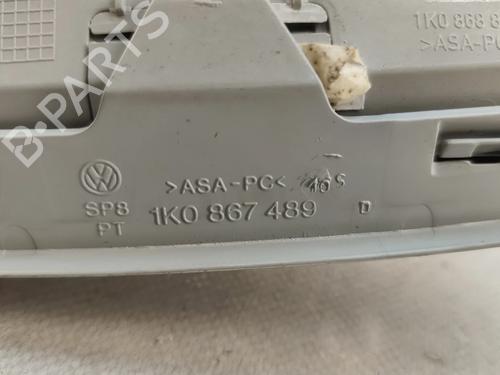 1K0 868 8
>ASA-PC
B-PARTS
>ASA-PC<
SP8
PT
1K0 867 489 D